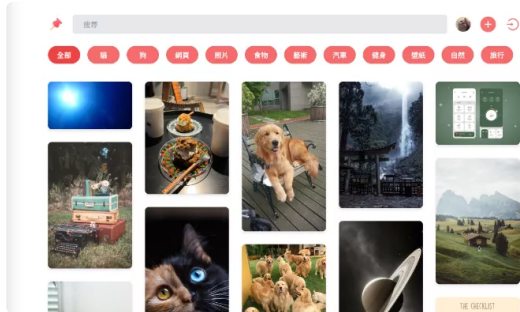 搜尋
全部 貓 狗 網頁 照片 食物 藝術 汽車 健身 壁紙 自然 旅行
THE CHECKLIST